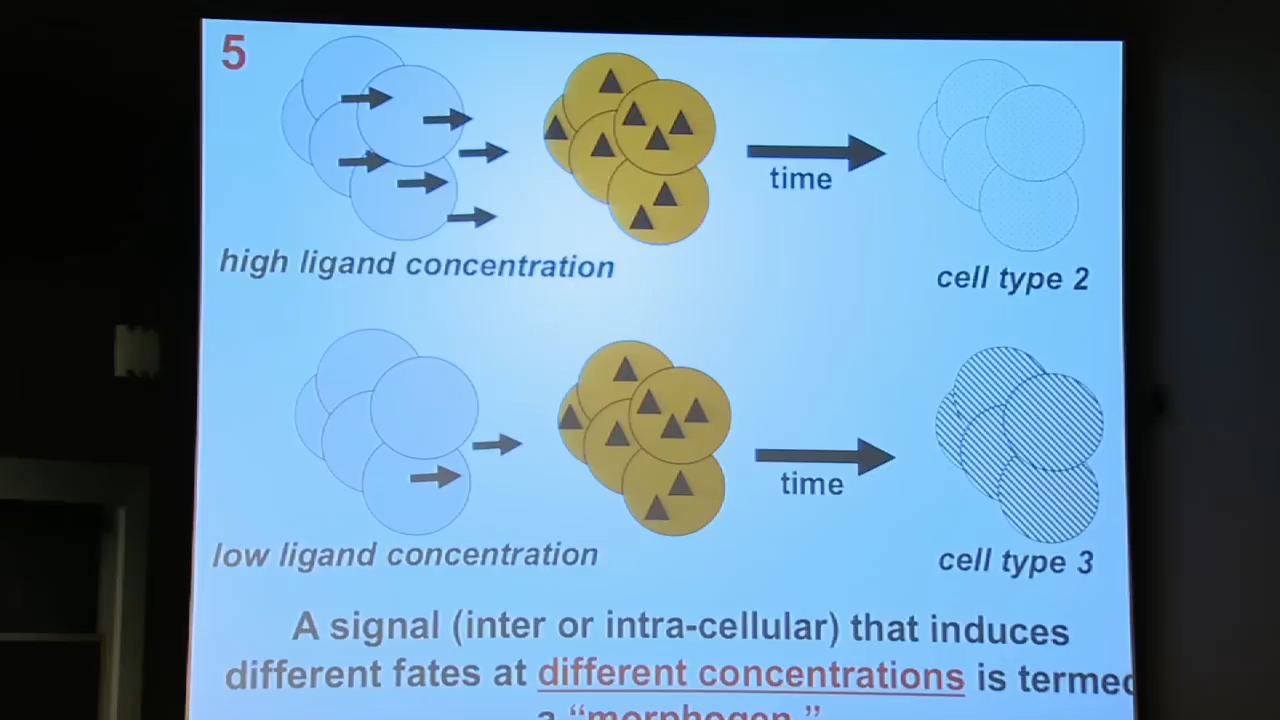 5
time
high ligand concentration
cell type 2
time
low ligand concentration
cell type 3
A signal (inter or intra-cellular) that induces
different fates at different concentrations is termed
a “morphogen.”